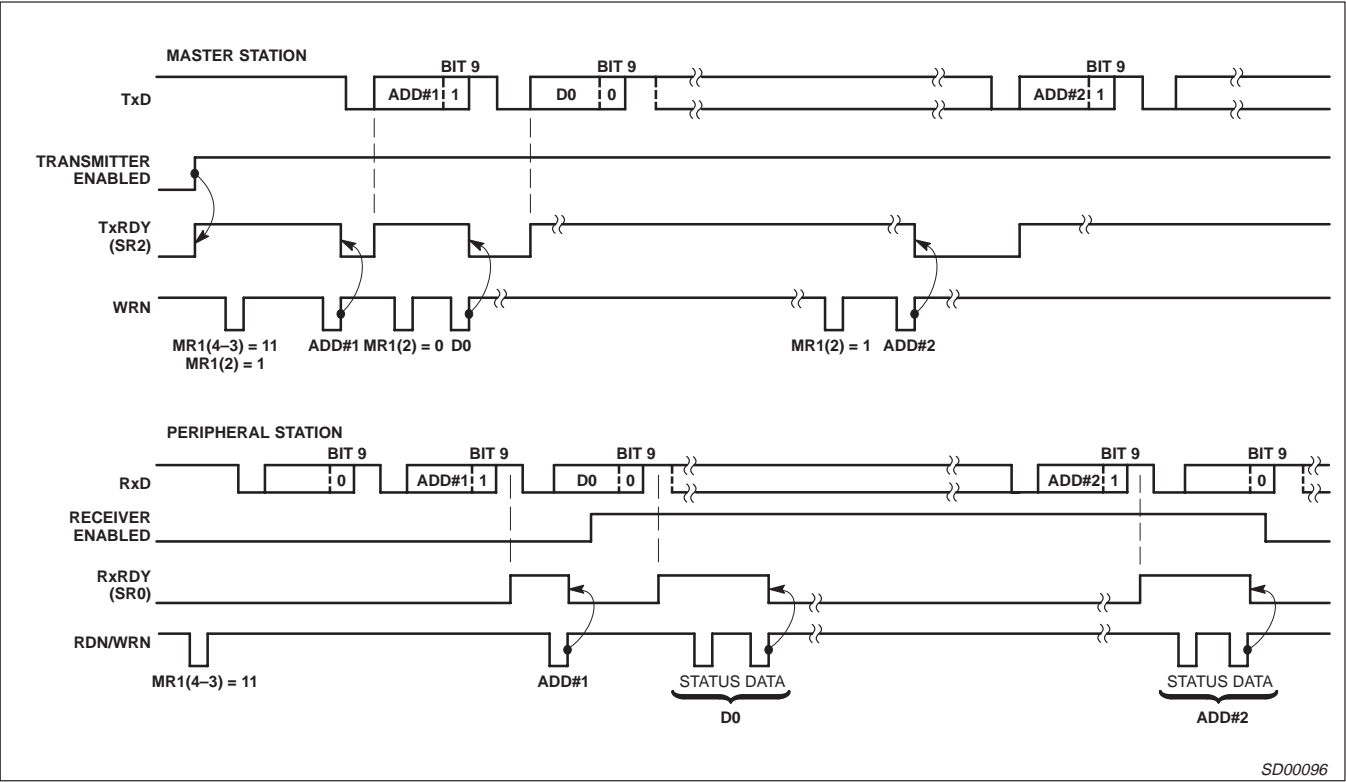 MASTER STATION
BIT 9 BIT 9 BIT 9
TxD ADD#1 1 D0 0 ADD#2 1
TRANSMITTER
ENABLED
TxRDY
(SR2)
WRN
MR1(4–3) = 11 ADD#1 MR1(2) = 0 D0 MR1(2) = 1 ADD#2
MR1(2) = 1
PERIPHERAL STATION
BIT 9 BIT 9 BIT 9 BIT 9 BIT 9
RxD 0 ADD#1 1 D0 0 ADD#2 1 0
RECEIVER
ENABLED
RxRDY
(SR0)
RDN/WRN
MR1(4–3) = 11 ADD#1 STATUS DATA STATUS DATA
D0 ADD#2
SD00096